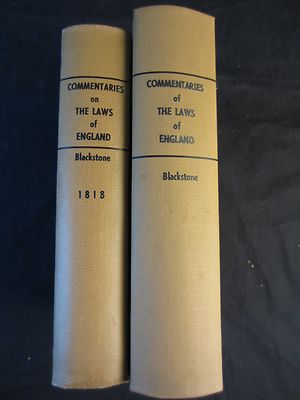 COMMENTARIES
on
THE LAWS
of
ENGLAND
Blackstone
1818
COMMENTARIES
of
THE LAWS
of
ENGLAND
Blackstone